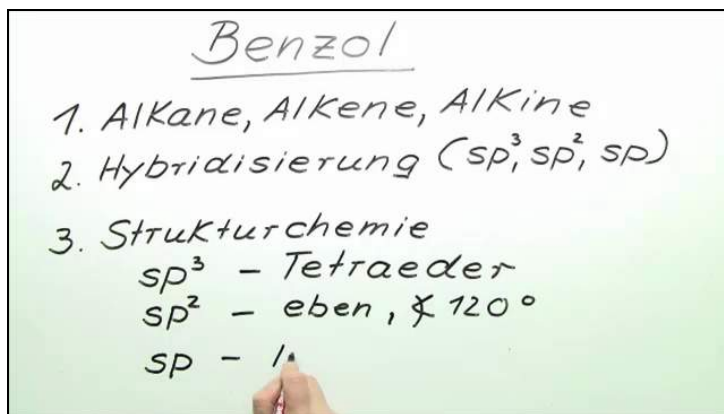 Benzol
1. Alkane, Alkene, Alkine
2. Hybridisierung (sp³, sp², sp)
3. Strukturchemie
sp³ – Tetraeder
sp² – eben, ∢ 120°
sp – l